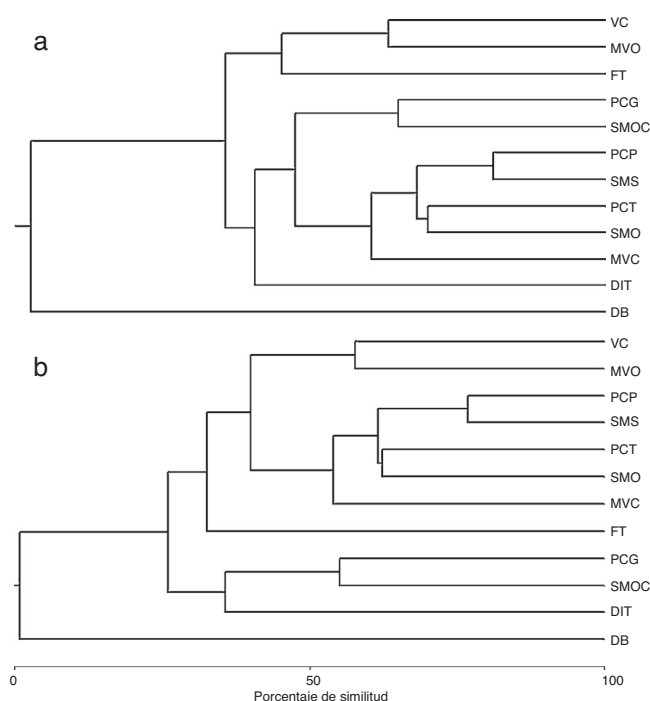 a
VC
MVO
FT
PCG
SMOC
PCP
SMS
PCT
SMO
MVC
DIT
DB
b
VC
MVO
PCP
SMS
PCT
SMO
MVC
FT
PCG
SMOC
DIT
DB
0 50 100
Porcentaie de similitud